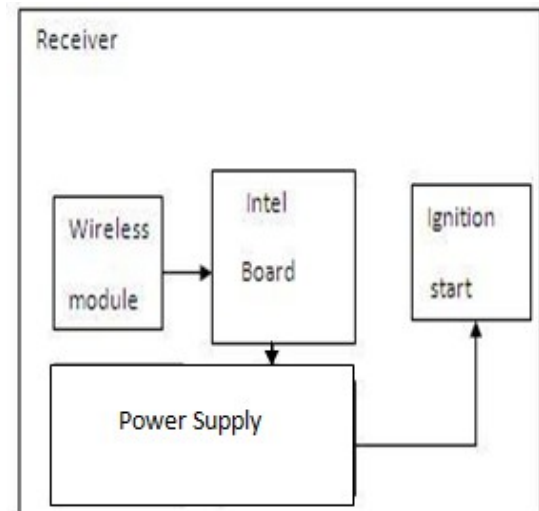 Receiver
Wireless
module
Intel
Board
Ignition
start
Power Supply